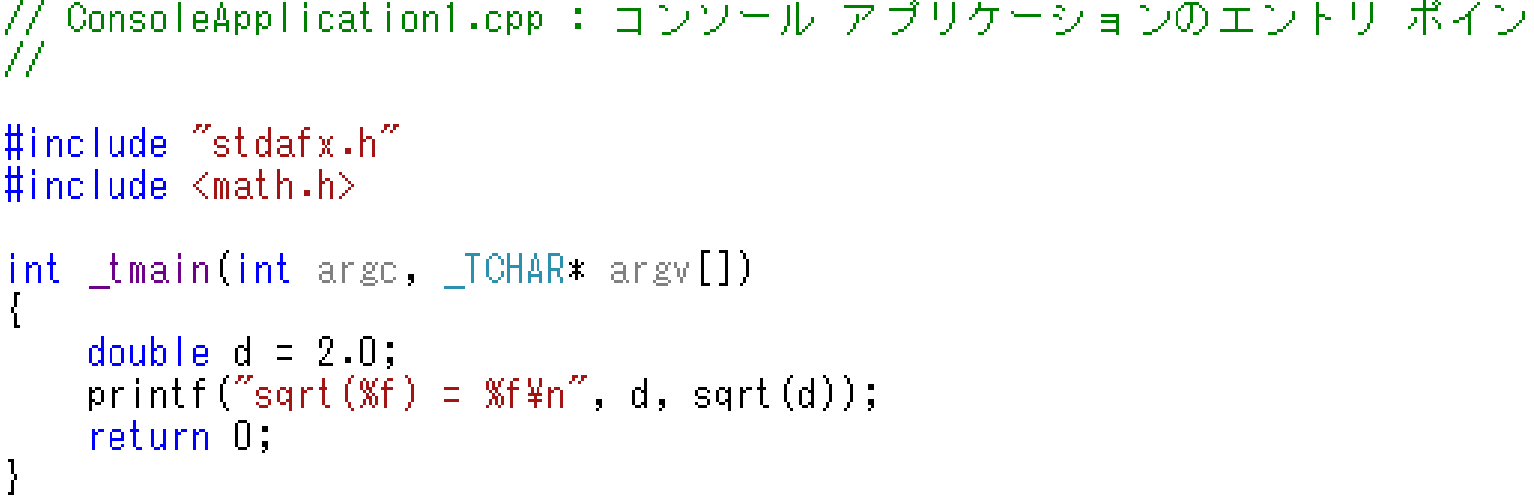 // ConsoleApplication1.cpp : コンソール アプリケーションのエントリ ポイン
//
#include "stdafx.h"
#include <math.h>
int _tmain(int argc, _TCHAR* argv[])
{
    double d = 2.0;
    printf("sqrt(%f) = %f¥n", d, sqrt(d));
    return 0;
}